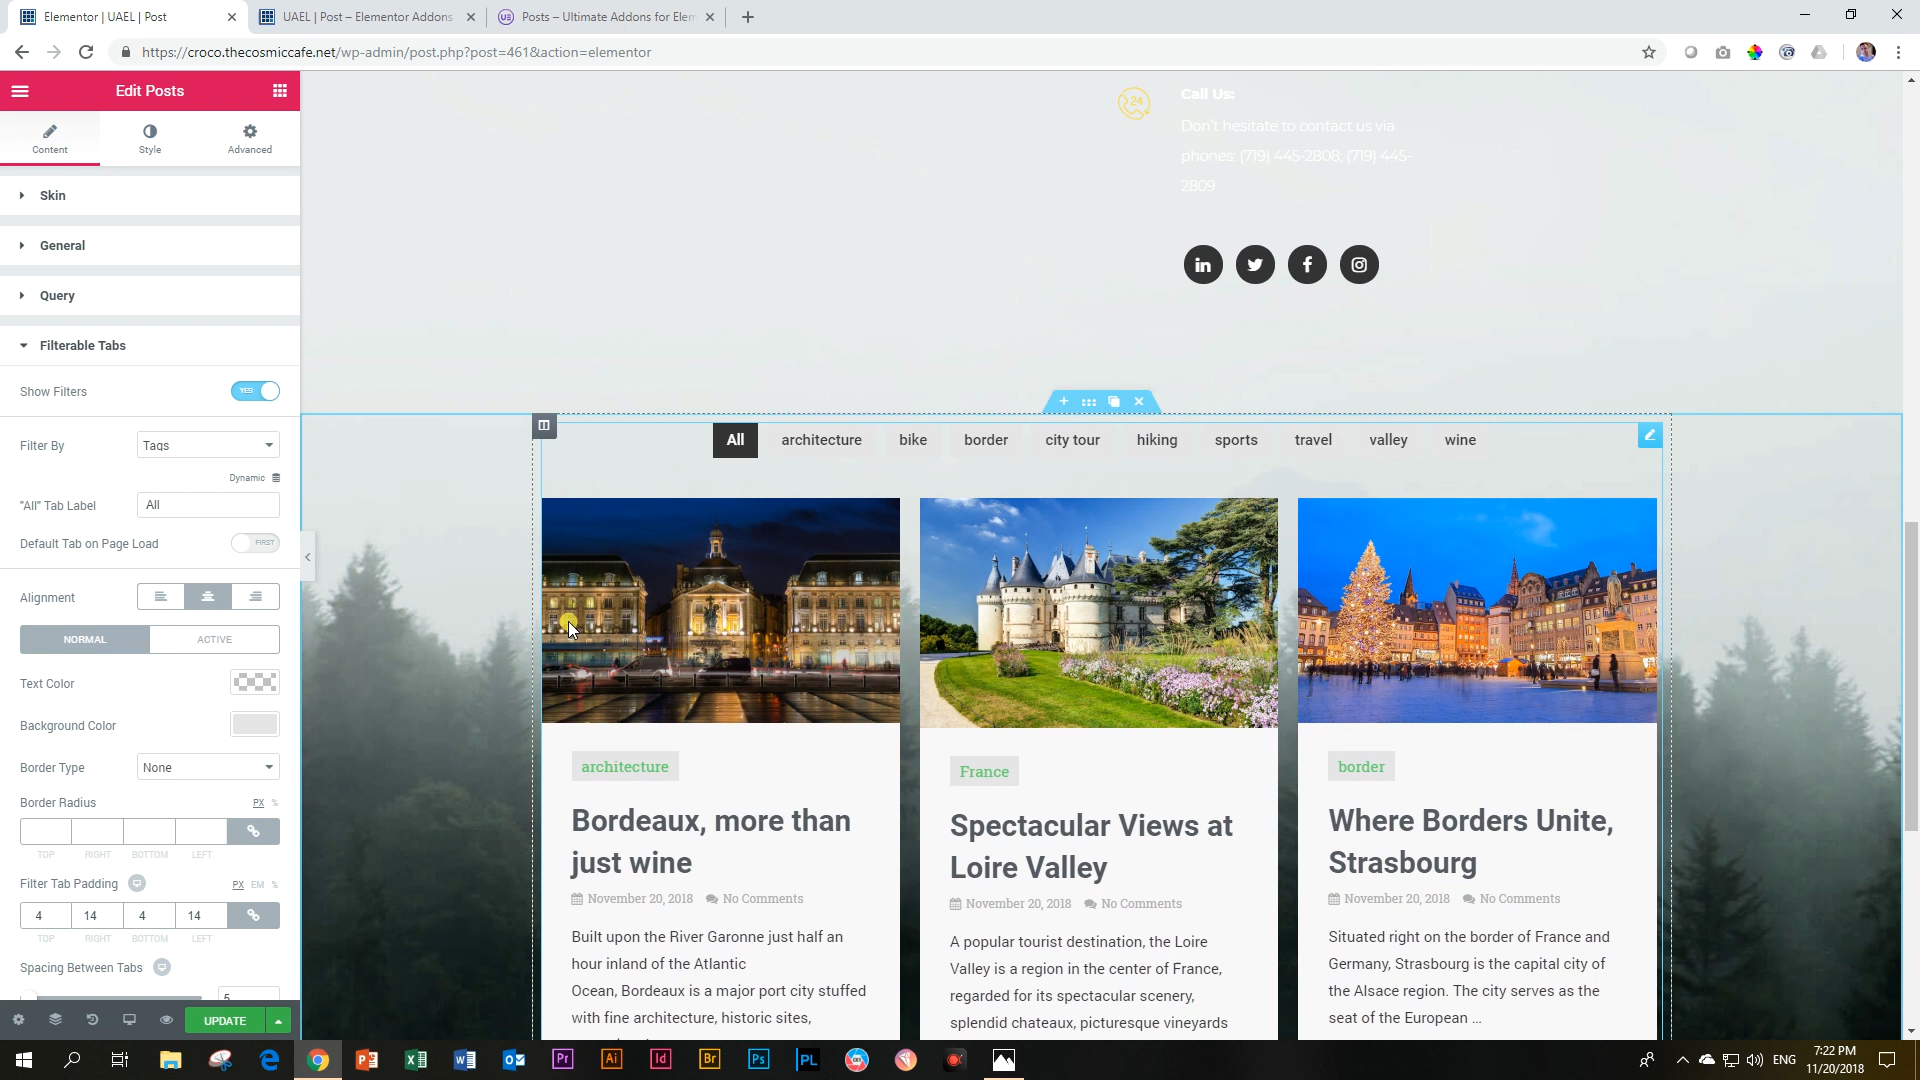 Elementor | UAEL | Post
UAEL | Post – Elementor Addons
Posts – Ultimate Addons for Elem
https://croco.thecosmiccafe.net/wp-admin/post.php?post=461&action=elementor
Edit Posts
Content
Style
Advanced
Skin
General
Query
Filterable Tabs
Show Filters
YES
Filter By
Tags
Dynamic
"All" Tab Label
All
Default Tab on Page Load
FIRST
Alignment
NORMAL
ACTIVE
Text Color
Background Color
Border Type
None
Border Radius
PX %
TOP RIGHT BOTTOM LEFT
Filter Tab Padding
PX EM %
4 14 4 14
TOP RIGHT BOTTOM LEFT
Spacing Between Tabs
5
UPDATE
24
Call Us:
Don't hesitate to contact us via
phones: (719) 445-2808; (719) 445-
2809
All architecture bike border city tour hiking sports travel valley wine
architecture
Bordeaux, more than
just wine
November 20, 2018 No Comments
Built upon the River Garonne just half an
hour inland of the Atlantic
Ocean, Bordeaux is a major port city stuffed
with fine architecture, historic sites,
France
Spectacular Views at
Loire Valley
November 20, 2018 No Comments
A popular tourist destination, the Loire
Valley is a region in the center of France,
regarded for its spectacular scenery,
splendid chateaux, picturesque vineyards
border
Where Borders Unite,
Strasbourg
November 20, 2018 No Comments
Situated right on the border of France and
Germany, Strasbourg is the capital city of
the Alsace region. The city serves as the
seat of the European ...
Pr Ai Id Br Ps PL
ENG
7:22 PM
11/20/2018